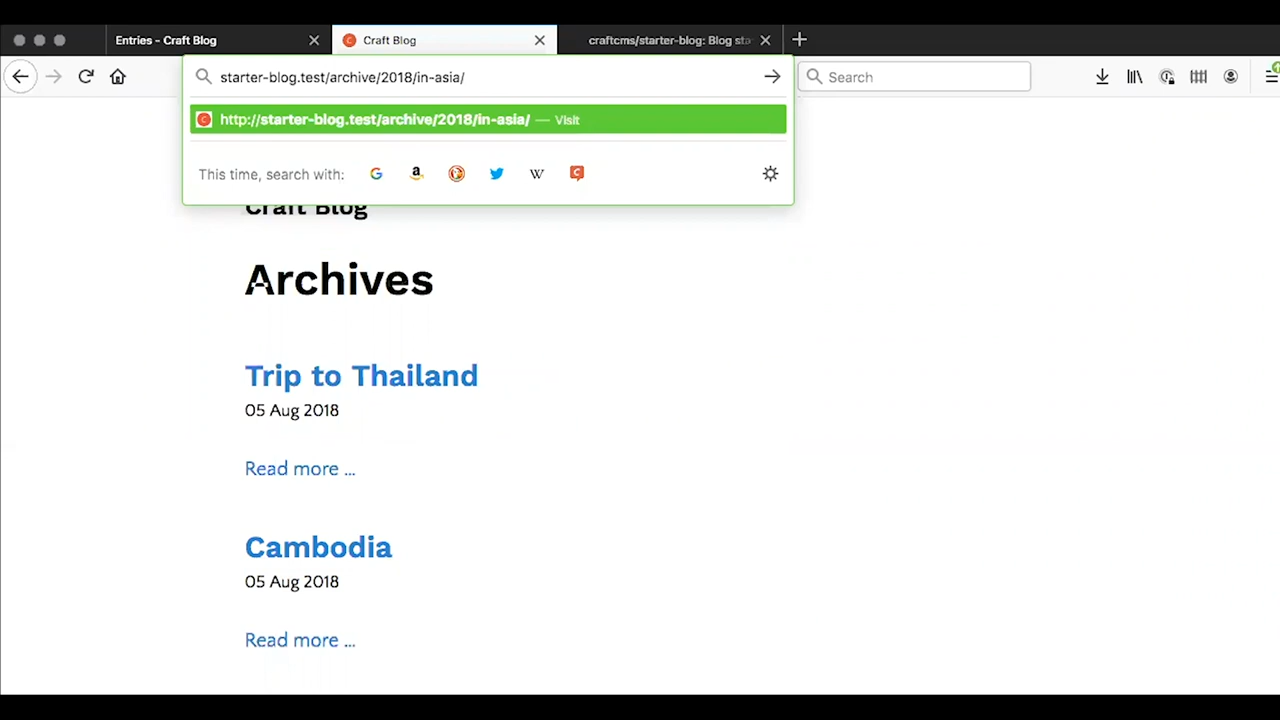 Entries - Craft Blog
Craft Blog
craftcms/starter-blog: Blog sta
starter-blog.test/archive/2018/in-asia/
Search
http://starter-blog.test/archive/2018/in-asia/ — Visit
This time, search with:
Craft Blog
Archives
Trip to Thailand
05 Aug 2018
Read more ...
Cambodia
05 Aug 2018
Read more ...